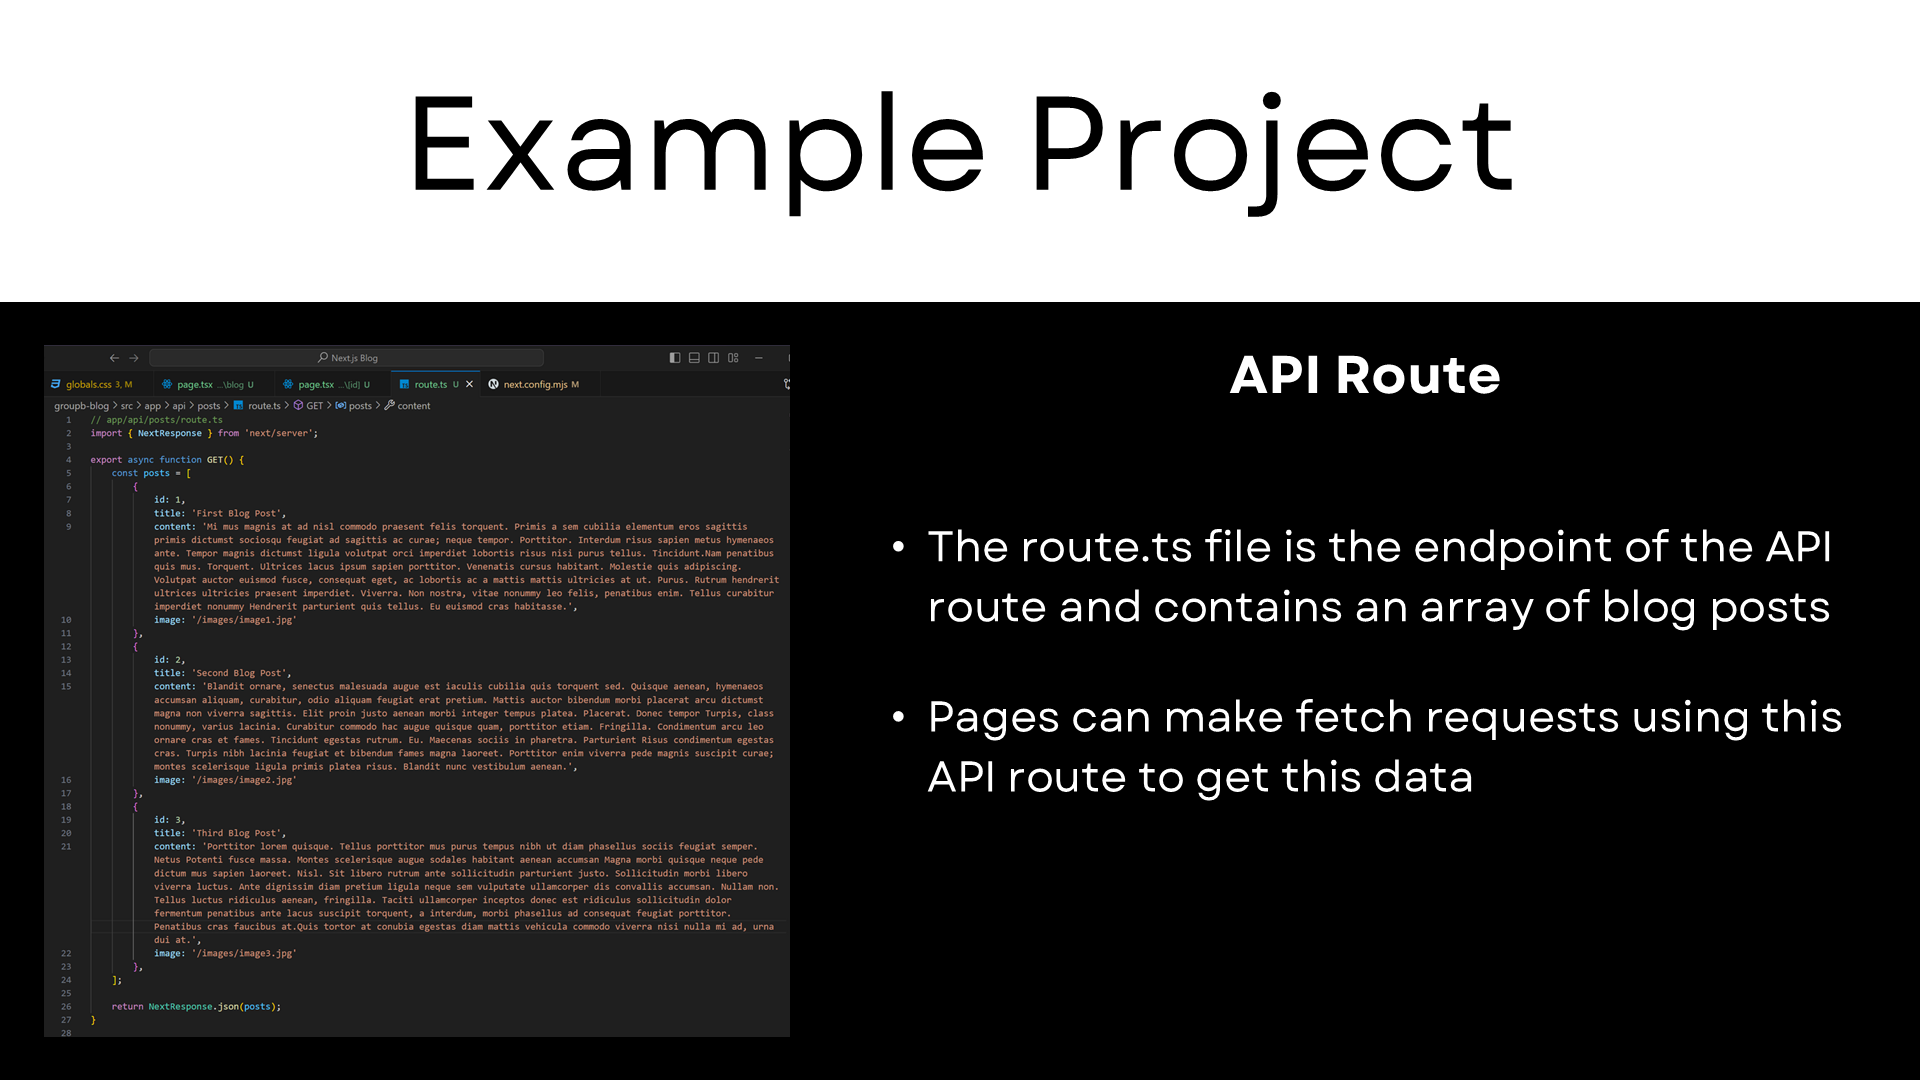 Example Project
Next.js Blog
globals.css 3, M
page.tsx ...\blog U
page.tsx ...\[id] U
route.ts U
next.config.mjs M
groupb-blog > src > app > api > posts > route.ts > GET > posts > content
1 // app/api/posts/route.ts
2 import { NextResponse } from 'next/server';
3
4 export async function GET() {
5 const posts = [
6 {
7 id: 1,
8 title: 'First Blog Post',
9 content: 'Mi mus magnis at ad nisl commodo praesent felis torquent. Primis a sem cubilia elementum eros sagittis
primis dictumst sociosqu feugiat ad sagittis ac curae; neque tempor. Porttitor. Interdum risus sapien metus hymenaeos
ante. Tempor magnis dictumst ligula volutpat orci imperdiet lobortis risus nisi purus tellus. Tincidunt.Nam penatibus
quis mus. Torquent. Ultrices lacus ipsum sapien porttitor. Venenatis cursus habitant. Molestie quis adipiscing.
Volutpat auctor euismod fusce, consequat eget, ac lobortis ac a mattis mattis ultricies at ut. Purus. Rutrum hendrerit
ultrices ultricies praesent imperdiet. Viverra. Non nostra, vitae nonummy leo felis, penatibus enim. Tellus curabitur
imperdiet nonummy Hendrerit parturient quis tellus. Eu euismod cras habitasse.',
10 image: '/images/image1.jpg'
11 },
12 {
13 id: 2,
14 title: 'Second Blog Post',
15 content: 'Blandit ornare, senectus malesuada augue est iaculis cubilia quis torquent sed. Quisque aenean, hymenaeos
accumsan aliquam, curabitur, odio aliquam feugiat erat pretium. Mattis auctor bibendum morbi placerat arcu dictumst
magna non viverra sagittis. Elit proin justo aenean morbi integer tempus platea. Placerat. Donec tempor Turpis, class
nonummy, varius lacinia. Curabitur commodo hac augue quisque quam, porttitor etiam. Fringilla. Condimentum arcu leo
ornare cras et fames. Tincidunt egestas rutrum. Eu. Maecenas sociis in pharetra. Parturient Risus condimentum egestas
cras. Turpis nibh lacinia feugiat et bibendum fames magna laoreet. Porttitor enim viverra pede magnis suscipit curae;
montes scelerisque ligula primis platea risus. Blandit nunc vestibulum aenean.',
16 image: '/images/image2.jpg'
17 },
18 {
19 id: 3,
20 title: 'Third Blog Post',
21 content: 'Porttitor lorem quisque. Tellus porttitor mus purus tempus nibh ut diam phasellus sociis feugiat semper.
Netus Potenti fusce massa. Montes scelerisque augue sodales habitant aenean accumsan Magna morbi quisque neque pede
dictum mus sapien laoreet. Nisl. Sit libero rutrum ante sollicitudin parturient justo. Sollicitudin morbi libero
viverra luctus. Ante dignissim diam pretium ligula neque sem vulputate ullamcorper dis convallis accumsan. Nullam non.
Tellus luctus ridiculus aenean, fringilla. Taciti ullamcorper inceptos donec est ridiculus sollicitudin dolor
fermentum penatibus ante lacus suscipit torquent, a interdum, morbi phasellus ad consequat feugiat porttitor.
Penatibus cras faucibus at.Quis tortor at conubia egestas diam mattis vehicula commodo viverra nisi nulla mi ad, urna
dui at.',
22 image: '/images/image3.jpg'
23 },
24 ];
25
26 return NextResponse.json(posts);
27 }
28
API Route
• The route.ts file is the endpoint of the API
route and contains an array of blog posts
• Pages can make fetch requests using this
API route to get this data